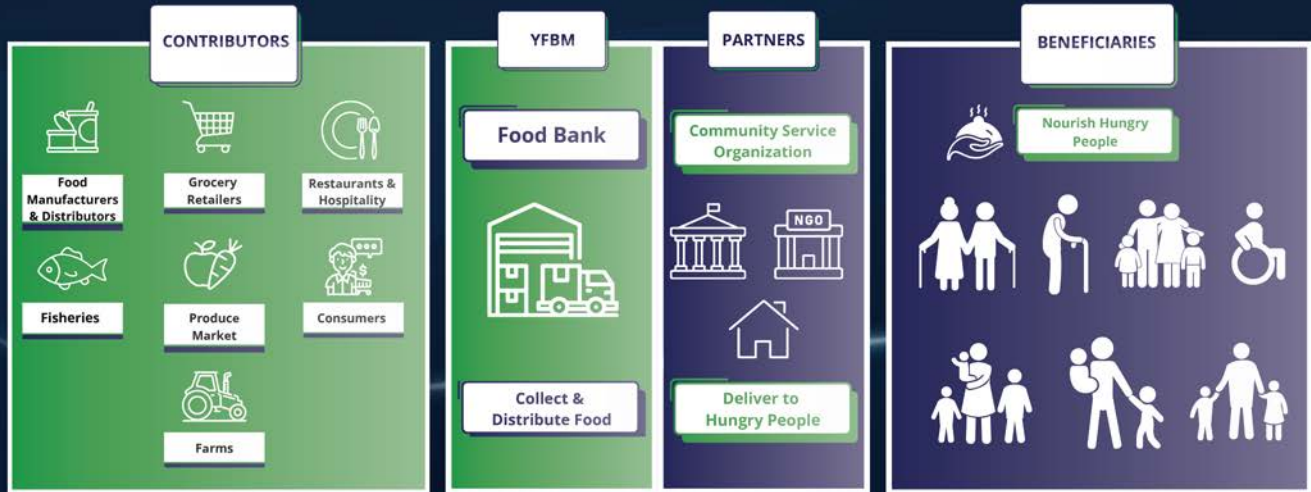 CONTRIBUTORS
Food
Manufacturers
& Distributors
Grocery
Retailers
Restaurants &
Hospitality
Fisheries
Produce
Market
Consumers
$
Farms
YFBM
Food Bank
Collect &
Distribute Food
PARTNERS
Community Service
Organization
NGO
Deliver to
Hungry People
BENEFICIARIES
Nourish Hungry
People